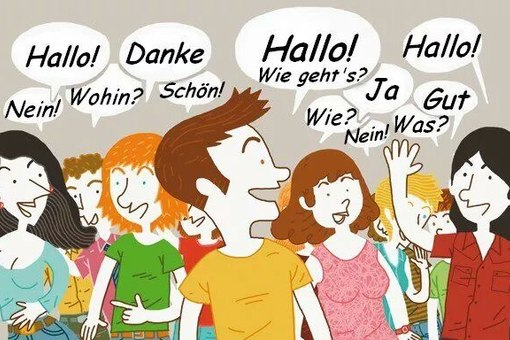 Hallo!
Danke
Hallo!
Wie geht's?
Hallo!
Nein!
Wohin?
Schön!
Ja
Gut
Wie?
Nein!
Was?